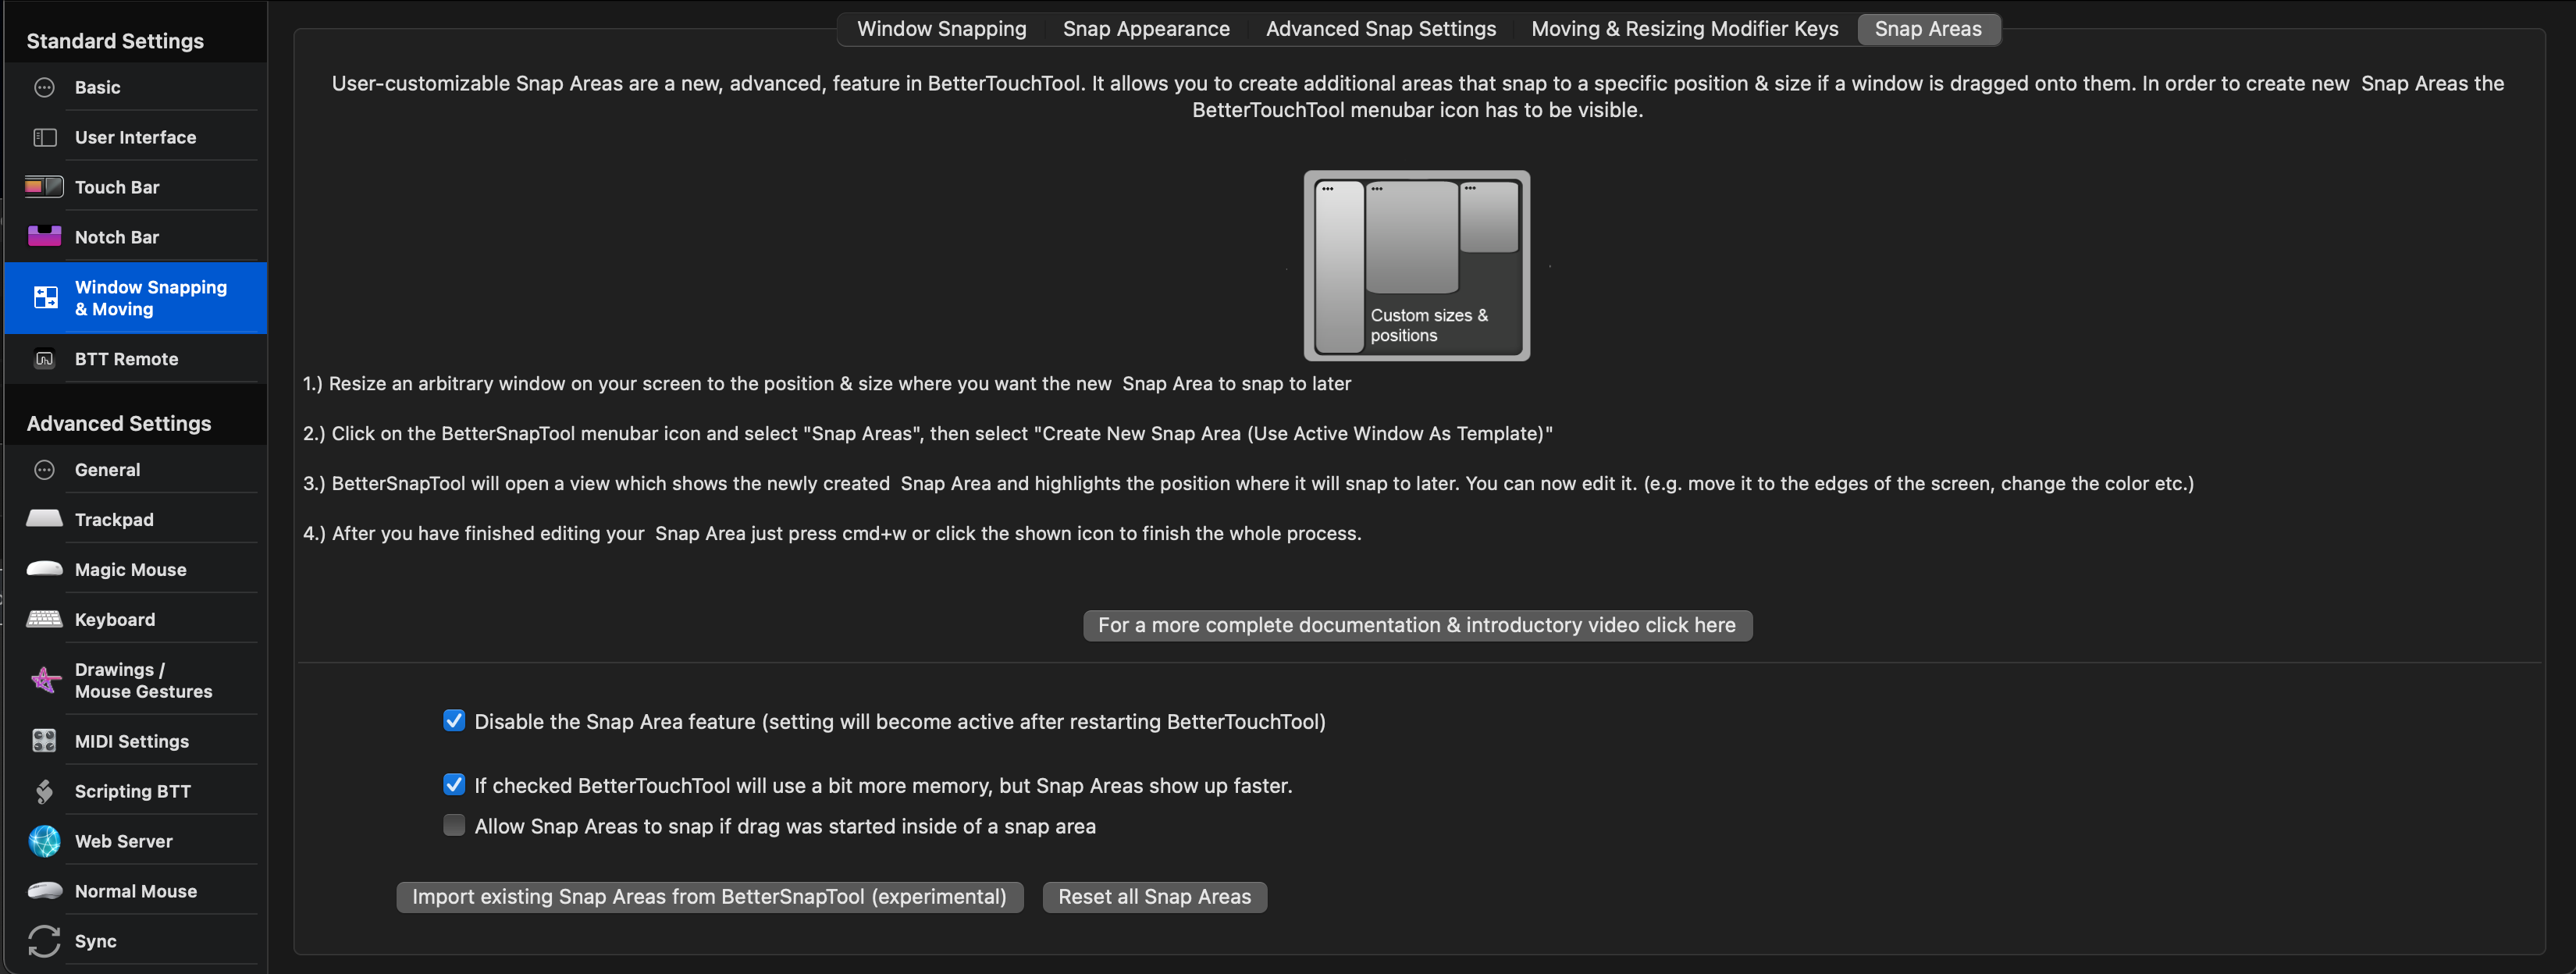 Standard Settings
Basic
User Interface
Touch Bar
Notch Bar
Window Snapping
& Moving
BTT Remote
Advanced Settings
General
Trackpad
Magic Mouse
Keyboard
Drawings /
Mouse Gestures
MIDI Settings
Scripting BTT
Web Server
Normal Mouse
Sync
Window Snapping
Snap Appearance
Advanced Snap Settings
Moving & Resizing Modifier Keys
Snap Areas
User-customizable Snap Areas are a new, advanced, feature in BetterTouchTool. It allows you to create additional areas that snap to a specific position & size if a window is dragged onto them. In order to create new  Snap Areas the
BetterTouchTool menubar icon has to be visible.
Custom sizes &
positions
1.) Resize an arbitrary window on your screen to the position & size where you want the new  Snap Area to snap to later
2.) Click on the BetterSnapTool menubar icon and select "Snap Areas", then select "Create New Snap Area (Use Active Window As Template)"
3.) BetterSnapTool will open a view which shows the newly created  Snap Area and highlights the position where it will snap to later. You can now edit it. (e.g. move it to the edges of the screen, change the color etc.)
4.) After you have finished editing your  Snap Area just press cmd+w or click the shown icon to finish the whole process.
For a more complete documentation & introductory video click here
Disable the Snap Area feature (setting will become active after restarting BetterTouchTool)
If checked BetterTouchTool will use a bit more memory, but Snap Areas show up faster.
Allow Snap Areas to snap if drag was started inside of a snap area
Import existing Snap Areas from BetterSnapTool (experimental)
Reset all Snap Areas